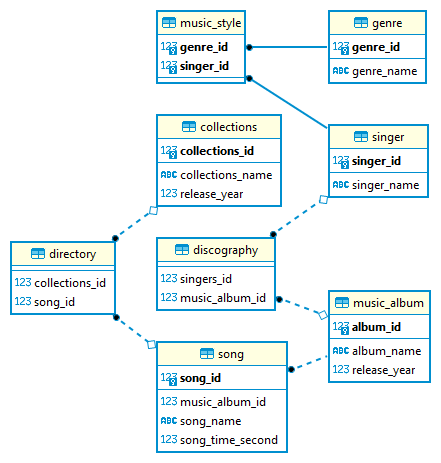 music_style
123 genre_id
123 singer_id
genre
123 genre_id
ABC genre_name
collections
123 collections_id
ABC collections_name
123 release_year
singer
123 singer_id
ABC singer_name
directory
123 collections_id
123 song_id
discography
123 singers_id
123 music_album_id
music_album
123 album_id
ABC album_name
123 release_year
song
123 song_id
123 music_album_id
ABC song_name
123 song_time_second